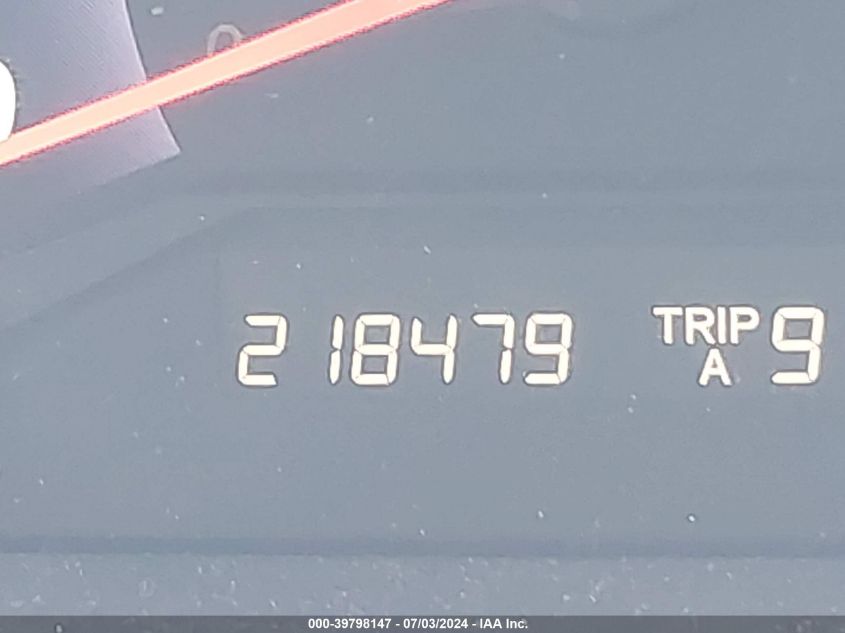 218479 TRIP A 9
000-39798147 - 07/03/2024 - IAA Inc.